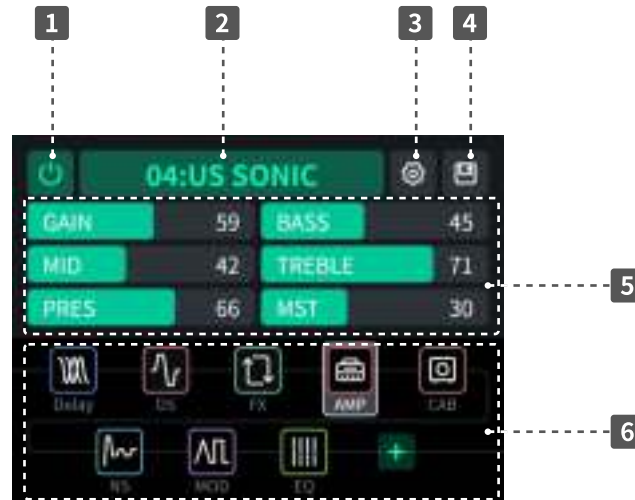 1 2 3 4
04:US SONIC
GAIN 59 BASS 45
MID 42 TREBLE 71
PRES 66 MST 30
5
Delay FX AMP CAB
6
NS MOD EQ